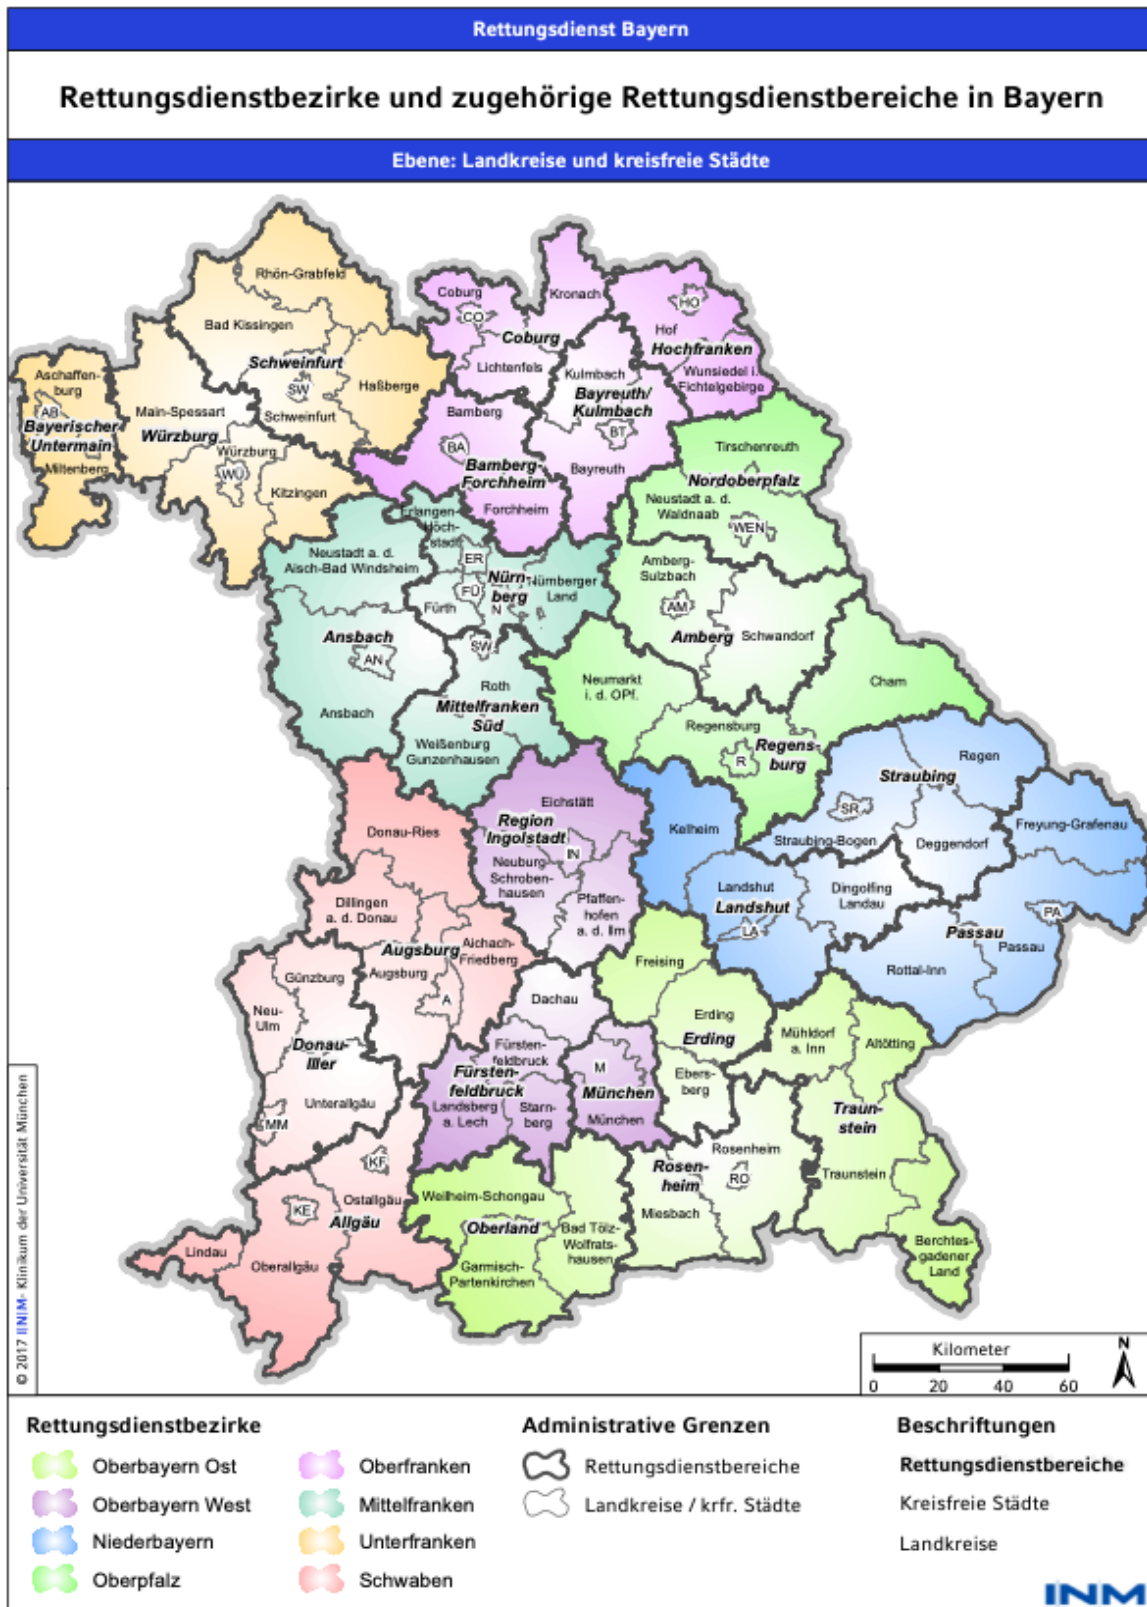 Rettungsdienst Bayern
Rettungsdienstbezirke und zugehörige Rettungsdienstbereiche in Bayern
Ebene: Landkreise und kreisfreie Städte
Rhön-Grabfeld
Bad Kissingen
Schweinfurt
SW
Schweinfurt
Haßberge
Aschaffen-
burg
AB
Bayerischer
Untermain
Miltenberg
Main-Spessart
Würzburg
Würzburg
WÜ
Kitzingen
Coburg
CO
Coburg
Kronach
Lichtenfels
HO
Hof
Hochfranken
Wunsiedel i.
Fichtelgebirge
Kulmbach
Bayreuth/
Kulmbach
BT
Bayreuth
Bamberg
BA
Bamberg-
Forchheim
Forchheim
Tirschenreuth
Nordoberpfalz
Neustadt a. d.
Waldnaab
WEN
Erlangen-
Höch-
stadt
ER
Neustadt a. d.
Aisch-Bad Windsheim
FÜ
Fürth
N
Nürn-
berg
Nürnberger
Land
Amberg-
Sulzbach
AM
Amberg
Schwandorf
Ansbach
AN
Ansbach
SW
Roth
Mittelfranken
Süd
Weißenburg
Gunzenhausen
Neumarkt
i. d. OPf.
Cham
Regensburg
R
Regens-
burg
Regen
Straubing
SR
Straubing-Bogen
Deggendorf
Freyung-Grafenau
Eichstätt
Region
Ingolstadt
IN
Neuburg
Schroben-
hausen
Pfaffen-
hofen
a. d. Ilm
Kelheim
Donau-Ries
Dillingen
a. d. Donau
Landshut
Landshut
LA
Dingolfing
Landau
PA
Passau
Passau
Rottal-Inn
Augsburg
Aichach-
Friedberg
Augsburg
A
Günzburg
Neu-
Ulm
Donau-
Iller
Unterallgäu
MM
Freising
Erding
Erding
Ebers-
berg
Dachau
Fürsten-
feldbruck
Fürsten-
feldbruck
Landsberg
a. Lech
Starn-
berg
M
München
München
Mühldorf
a. Inn
Altötting
Traun-
stein
Traunstein
Berchtes-
gadener
Land
Rosenheim
Rosen-
heim
RO
Miesbach
KF
Ostallgäu
KE
Allgäu
Oberallgäu
Lindau
Weilheim-Schongau
Oberland
Bad Tölz-
Wolfrats-
hausen
Garmisch-
Partenkirchen
© 2017 INM- Klinikum der Universität München
Kilometer
0 20 40 60
N
Rettungsdienstbezirke
Oberbayern Ost
Oberbayern West
Niederbayern
Oberpfalz
Oberfranken
Mittelfranken
Unterfranken
Schwaben
Administrative Grenzen
Rettungsdienstbereiche
Landkreise / krfr. Städte
Beschriftungen
Rettungsdienstbereiche
Kreisfreie Städte
Landkreise
INM